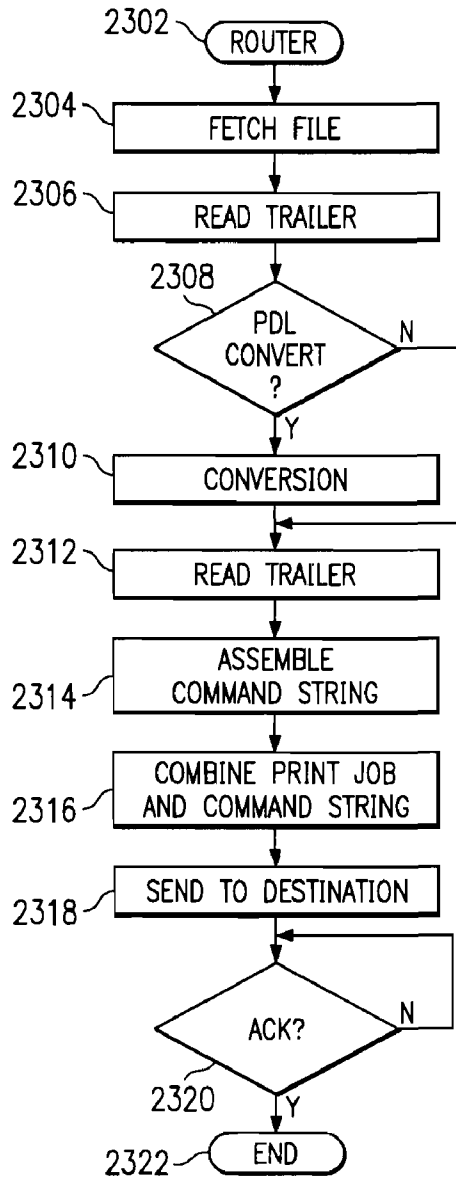 2302
ROUTER
2304
FETCH FILE
2306
READ TRAILER
2308
PDL
CONVERT
?
N
Y
2310
CONVERSION
2312
READ TRAILER
2314
ASSEMBLE
COMMAND STRING
2316
COMBINE PRINT JOB
AND COMMAND STRING
2318
SEND TO DESTINATION
ACK?
N
2320
Y
2322
END